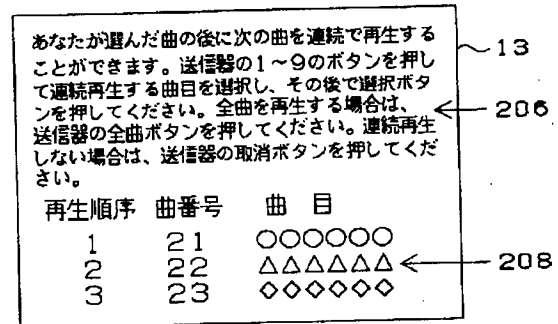 あなたが選んだ曲の後に次の曲を連続で再生する
ことができます。送信器の1~9のボタンを押し
て連続再生する曲目を選択し、その後で選択ボタ
ンを押してください。全曲を再生する場合は、
送信器の全曲ボタンを押してください。連続再生
しない場合は、送信器の取消ボタンを押してくだ
さい。
13
206
再生順序 曲番号 曲 目
1 21 ○○○○○○
2 22 △△△△△△
208
3 23 ◇◇◇◇◇◇